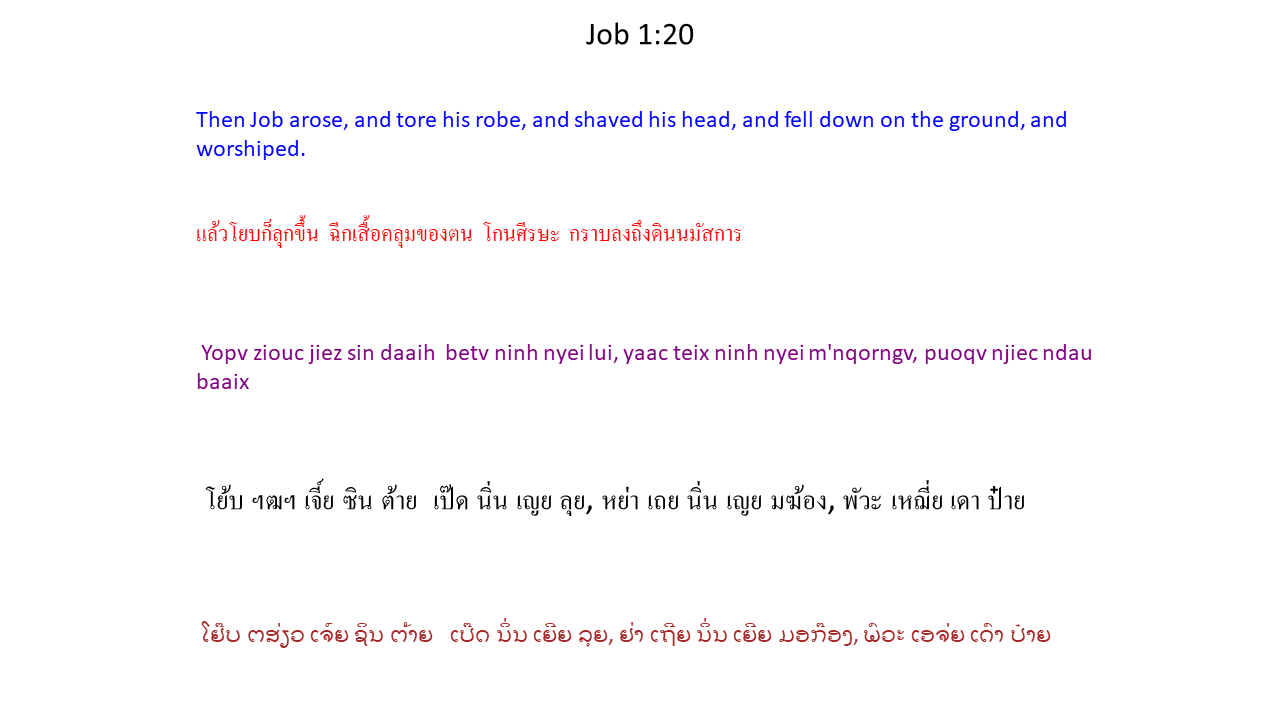 Job 1:20
Then Job arose, and tore his robe, and shaved his head, and fell down on the ground, and
worshiped.
แล้วโยบก็ลุกขึ้น ฉีกเสื้อคลุมของตน โกนศีรษะ กราบลงถึงดินนมัสการ
Yopv ziouc jiez sin daaih betv ninh nyei lui, yaac teix ninh nyei m'nqorngv, puoqv njiec ndau
baaix
โย้บ ฯฒฯ เจี์ย ซิน ต้าย เป๊ด นิ่น เญย ลุย, หย่า เถย นิ่น เญย มฆ้อง, พัวะ เหฌี่ย เดา ป๋าย
ໂຢ໊ບ ຕສ່ຽວ ເຈ໌ຍ ຊິນ ຕ້າຍ ເປ໊ດ ນິ່ນ ເຍີຍ ລຸຍ, ຢ່າ ເຖີຍ ນິ່ນ ເຍີຍ ມອກ໊ອງ, ພົວະ ເອຈ່ຍ ເດົາ ປ໋າຍ